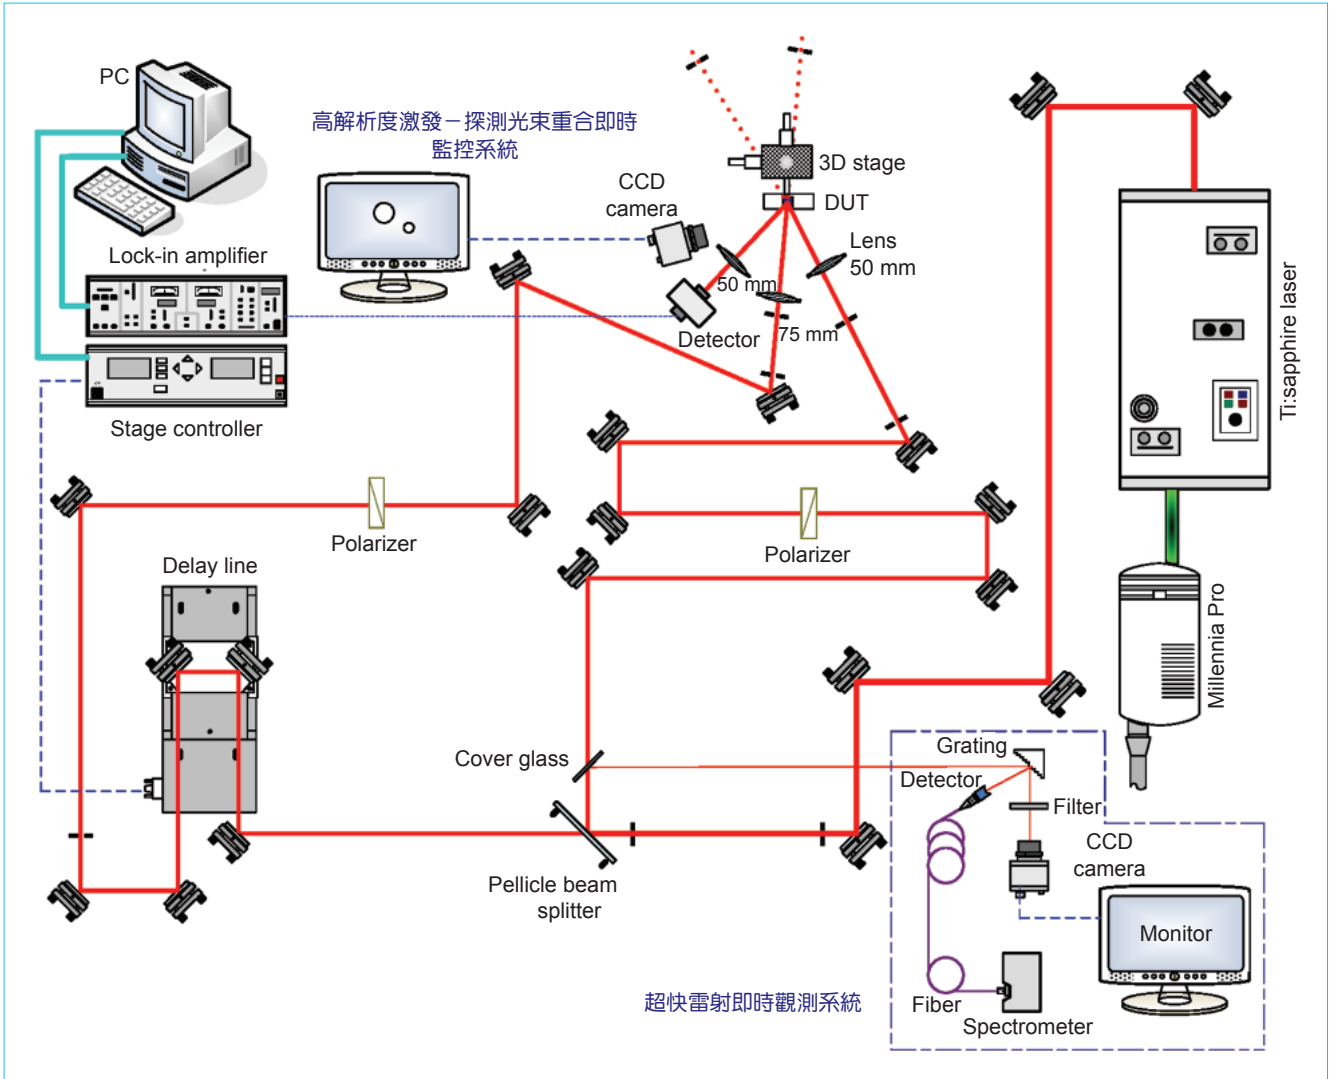 PC
高解析度激發－探測光束重合即時
監控系統
CCD
camera
3D stage
DUT
Lens
50 mm
50 mm
75 mm
Detector
Lock-in amplifier
Stage controller
Ti:sapphire laser
Polarizer
Polarizer
Delay line
Millennia Pro
Cover glass
Grating
Detector
Filter
CCD
camera
Pellicle beam
splitter
Monitor
Fiber
Spectrometer
超快雷射即時觀測系統